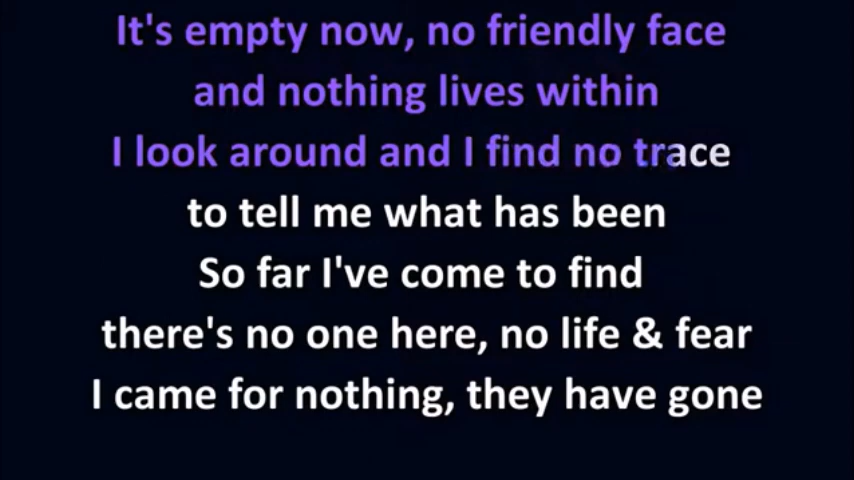 It's empty now, no friendly face
and nothing lives within
I look around and I find no trace
to tell me what has been
So far I've come to find
there's no one here, no life & fear
I came for nothing, they have gone